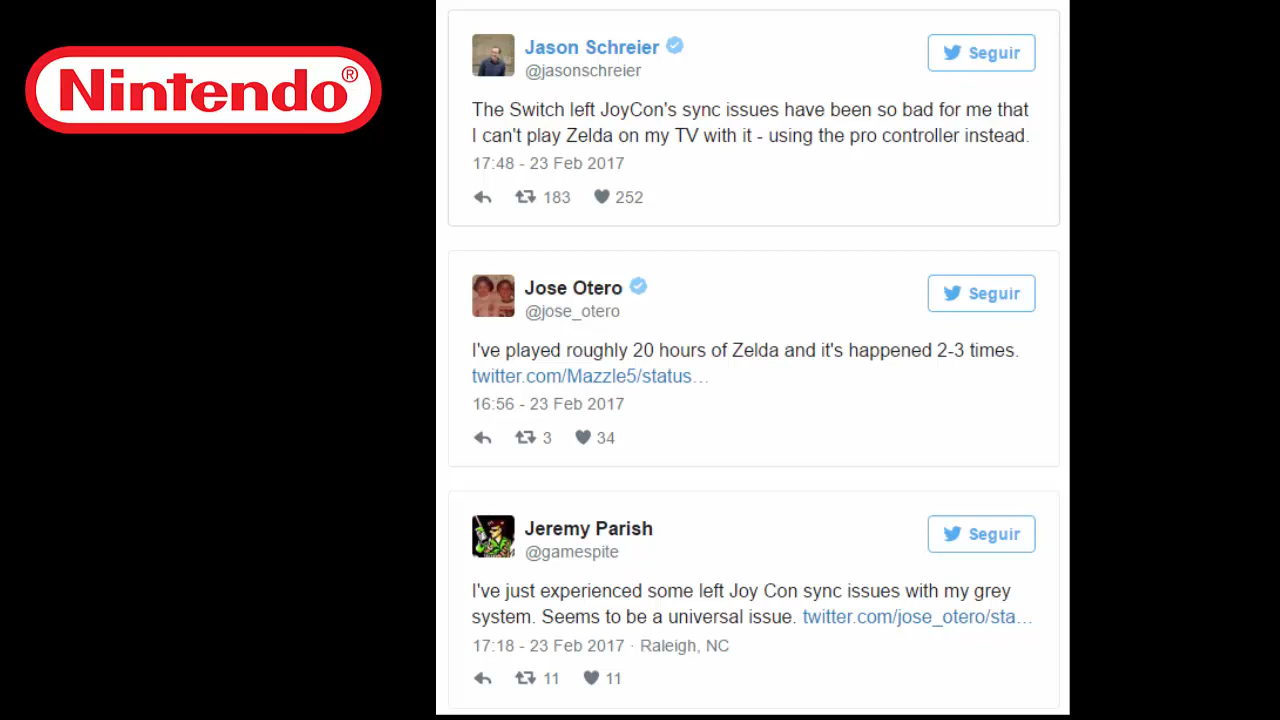 Nintendo®
Jason Schreier
@jasonschreier
Seguir
The Switch left JoyCon's sync issues have been so bad for me that
I can't play Zelda on my TV with it - using the pro controller instead.
17:48 - 23 Feb 2017
183 252
Jose Otero
@jose_otero
Seguir
I've played roughly 20 hours of Zelda and it's happened 2-3 times.
twitter.com/Mazzle5/status…
16:56 - 23 Feb 2017
3 34
Jeremy Parish
@gamespite
Seguir
I've just experienced some left Joy Con sync issues with my grey
system. Seems to be a universal issue. twitter.com/jose_otero/sta…
17:18 - 23 Feb 2017 · Raleigh, NC
11 11